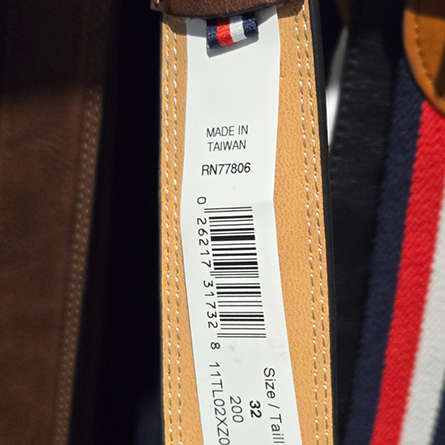 MADE IN
TAIWAN
RN77806
0 26217 31732 8
11TL02XZ0
200
32
Size / Taill